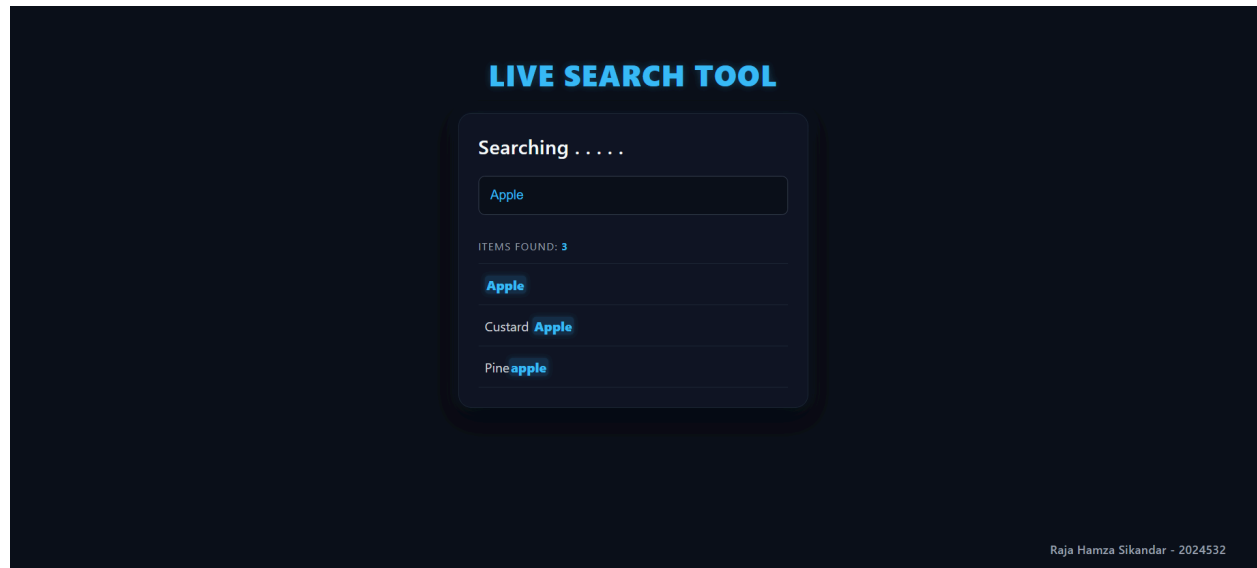 LIVE SEARCH TOOL
Searching . . . . .
Apple
ITEMS FOUND: 3
Apple
Custard Apple
Pineapple
Raja Hamza Sikandar - 2024532